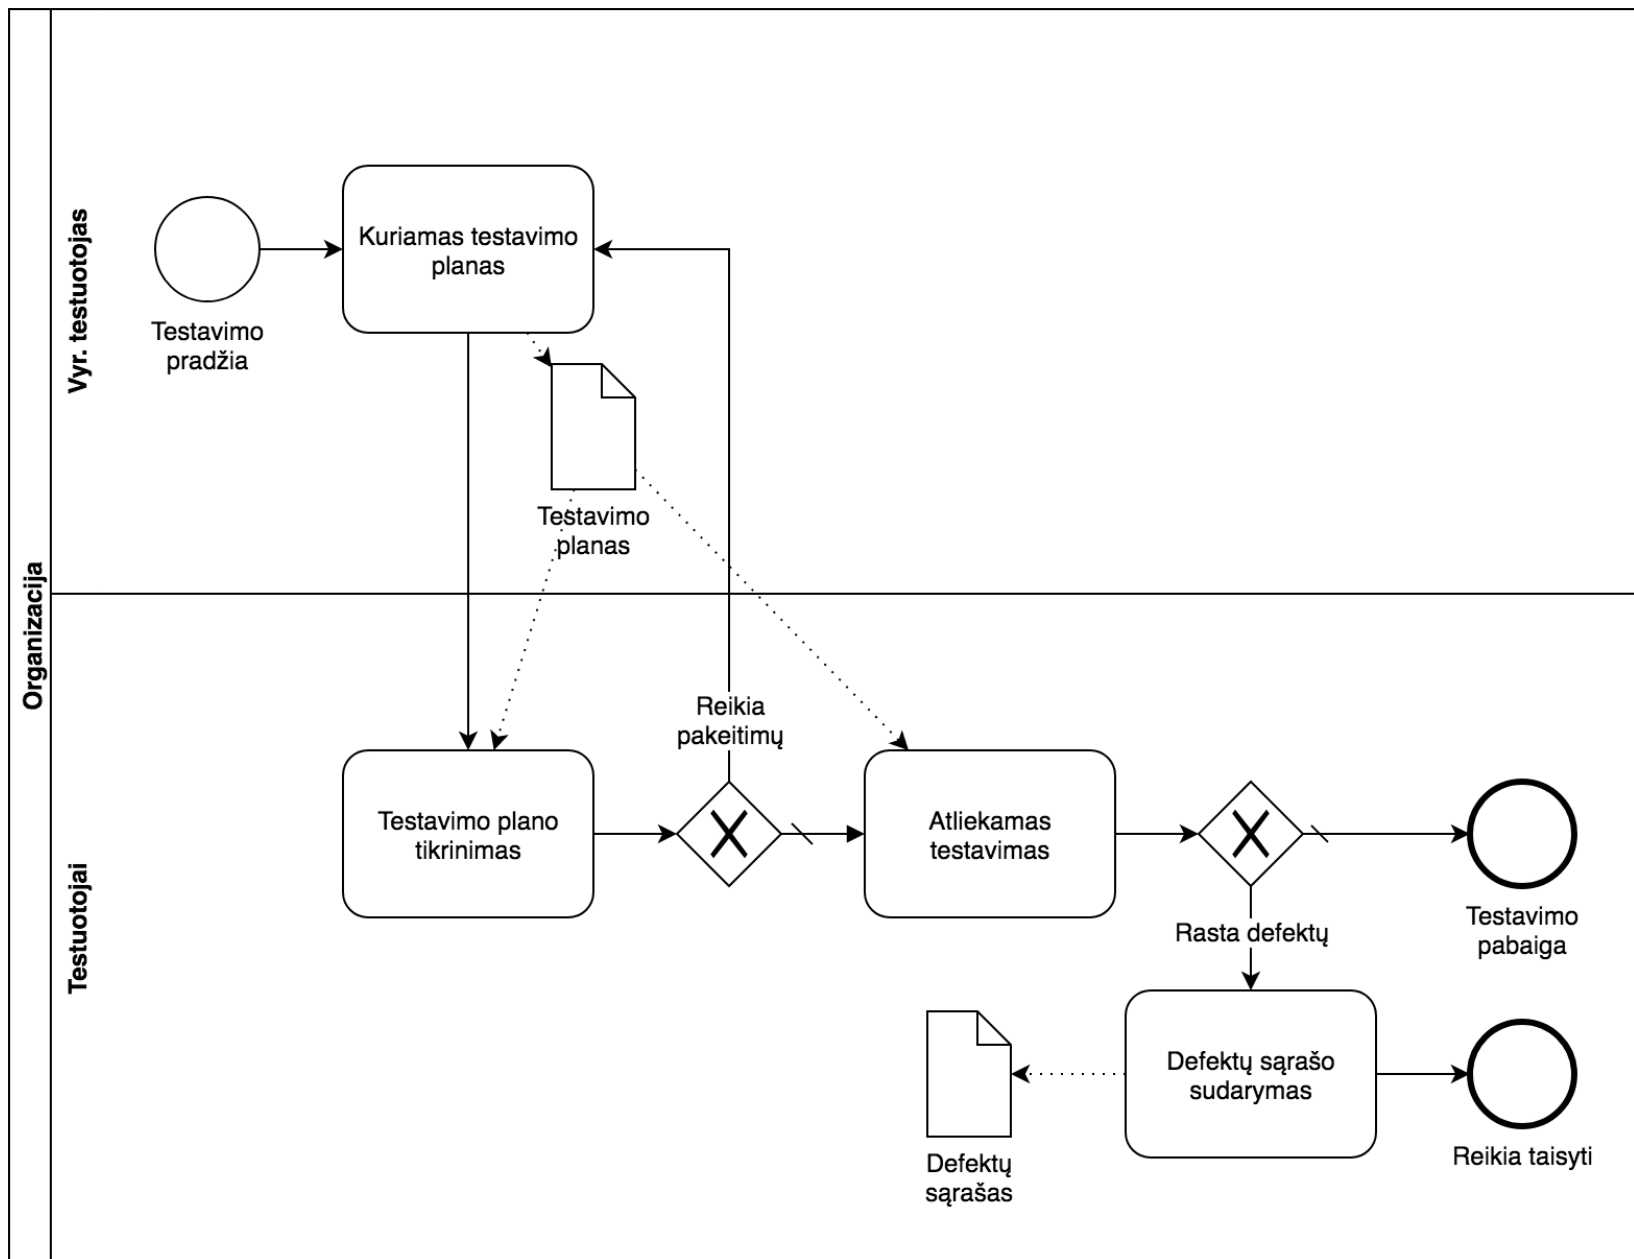 Organizacija
Vyr. testuotojas
Testavimo
pradžia
Kuriamas testavimo
planas
Testavimo
planas
Testuotojai
Testavimo plano
tikrinimas
Reikia
pakeitimų
Atliekamas
testavimas
Rasta defektų
Testavimo
pabaiga
Defektų sąrašo
sudarymas
Defektų
sąrašas
Reikia taisyti